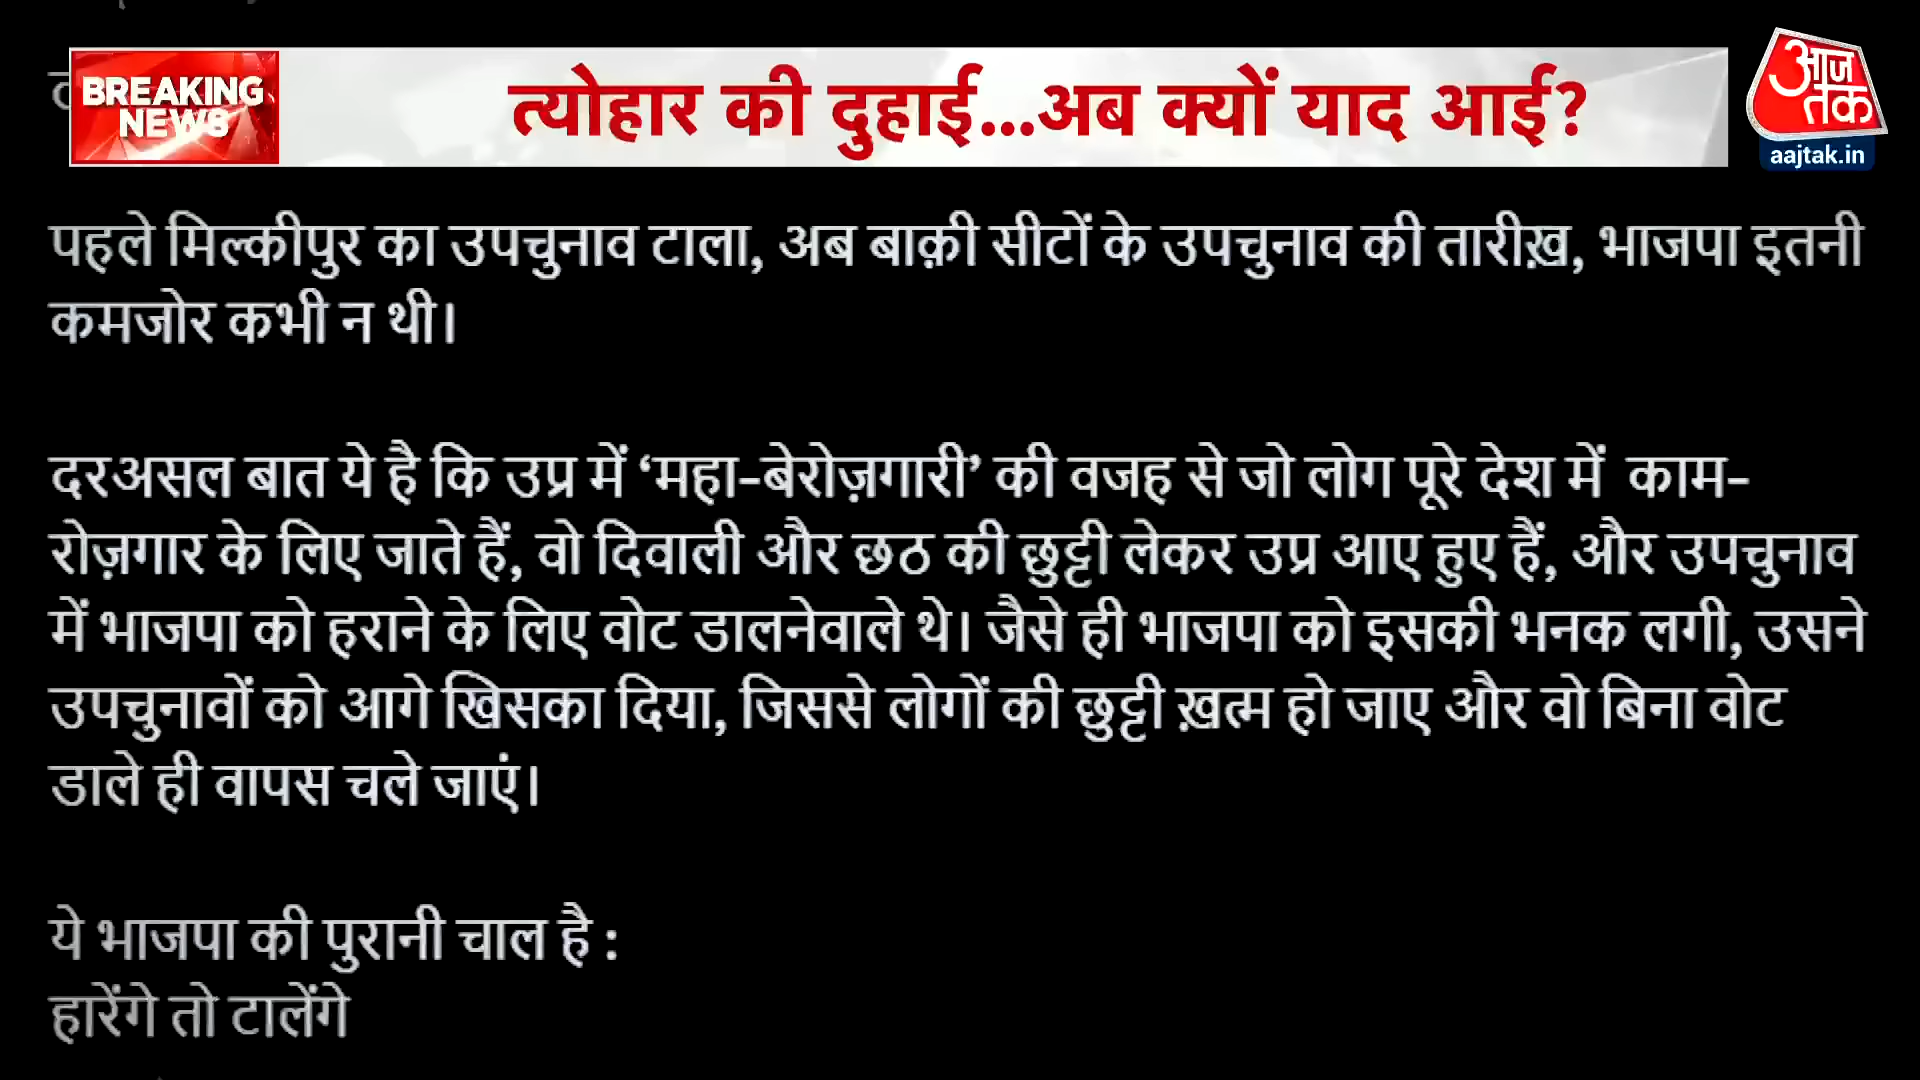 BREAKING
NEWS
त्योहार की दुहाई...अब क्यों याद आई?
आज
तक
aajtak.in
पहले मिल्कीपुर का उपचुनाव टाला, अब बाक़ी सीटों के उपचुनाव की तारीख़, भाजपा इतनी
कमजोर कभी न थी।
दरअसल बात ये है कि उप्र में ‘महा-बेरोज़गारी’ की वजह से जो लोग पूरे देश में काम-
रोज़गार के लिए जाते हैं, वो दिवाली और छठ की छुट्टी लेकर उप्र आए हुए हैं, और उपचुनाव
में भाजपा को हराने के लिए वोट डालनेवाले थे। जैसे ही भाजपा को इसकी भनक लगी, उसने
उपचुनावों को आगे खिसका दिया, जिससे लोगों की छुट्टी ख़त्म हो जाए और वो बिना वोट
डाले ही वापस चले जाएं।
ये भाजपा की पुरानी चाल है :
हारेंगे तो टालेंगे